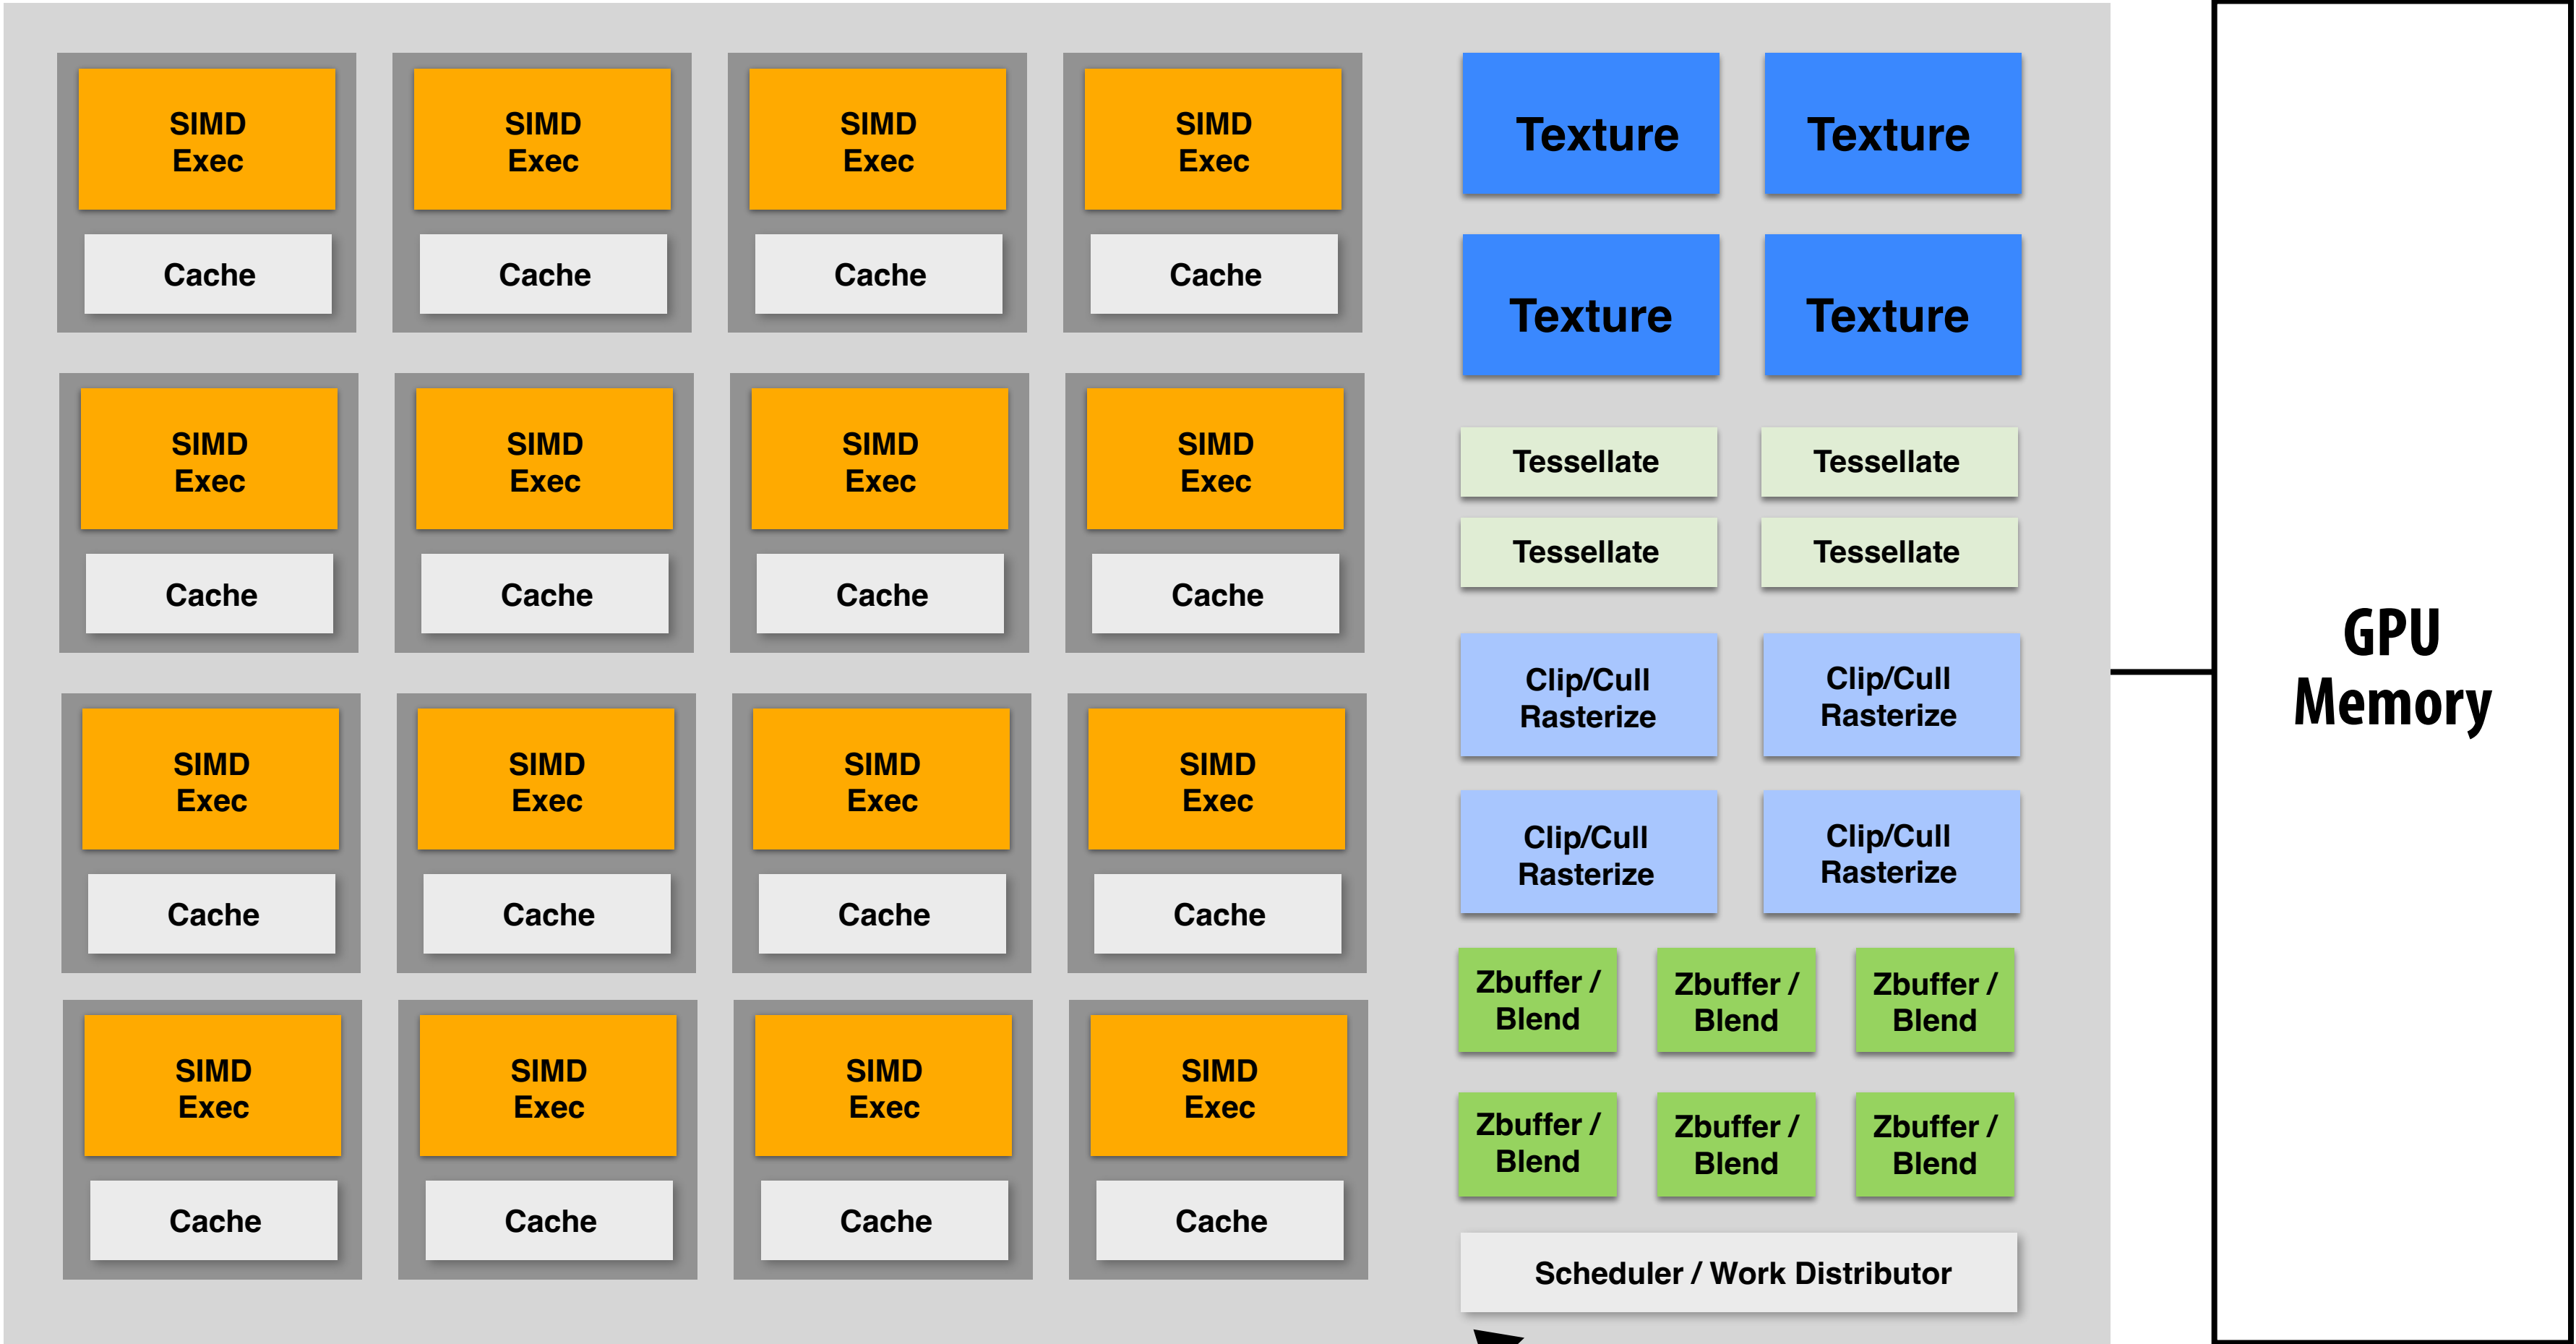 SIMD
Exec
SIMD
Exec
SIMD
Exec
SIMD
Exec
Cache
Cache
Cache
Cache
SIMD
Exec
SIMD
Exec
SIMD
Exec
SIMD
Exec
Cache
Cache
Cache
Cache
SIMD
Exec
SIMD
Exec
SIMD
Exec
SIMD
Exec
Cache
Cache
Cache
Cache
SIMD
Exec
SIMD
Exec
SIMD
Exec
SIMD
Exec
Cache
Cache
Cache
Cache
Texture
Texture
Texture
Texture
Tessellate
Tessellate
Tessellate
Tessellate
Clip/Cull
Rasterize
Clip/Cull
Rasterize
Clip/Cull
Rasterize
Clip/Cull
Rasterize
Zbuffer /
Blend
Zbuffer /
Blend
Zbuffer /
Blend
Zbuffer /
Blend
Zbuffer /
Blend
Zbuffer /
Blend
Scheduler / Work Distributor
GPU
Memory